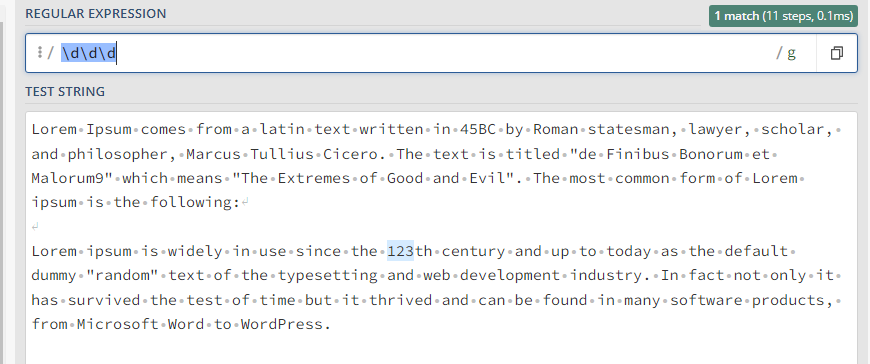 REGULAR EXPRESSION
1 match (11 steps, 0.1ms)
/ \d\d\d / g
TEST STRING
Lorem·Ipsum·comes·from·a·latin·text·written·in·45BC·by·Roman·statesman,·lawyer,·scholar,·
and·philosopher,·Marcus·Tullius·Cicero.·The·text·is·titled·"de·Finibus·Bonorum·et·
Malorum9"·which·means·"The·Extremes·of·Good·and·Evil".·The·most·common·form·of·Lorem·
ipsum·is·the·following:↵
↵
Lorem·ipsum·is·widely·in·use·since·the·123th·century·and·up·to·today·as·the·default·
dummy·"random"·text·of·the·typesetting·and·web·development·industry.·In·fact·not·only·it·
has·survived·the·test·of·time·but·it·thrived·and·can·be·found·in·many·software·products,·
from·Microsoft·Word·to·WordPress.